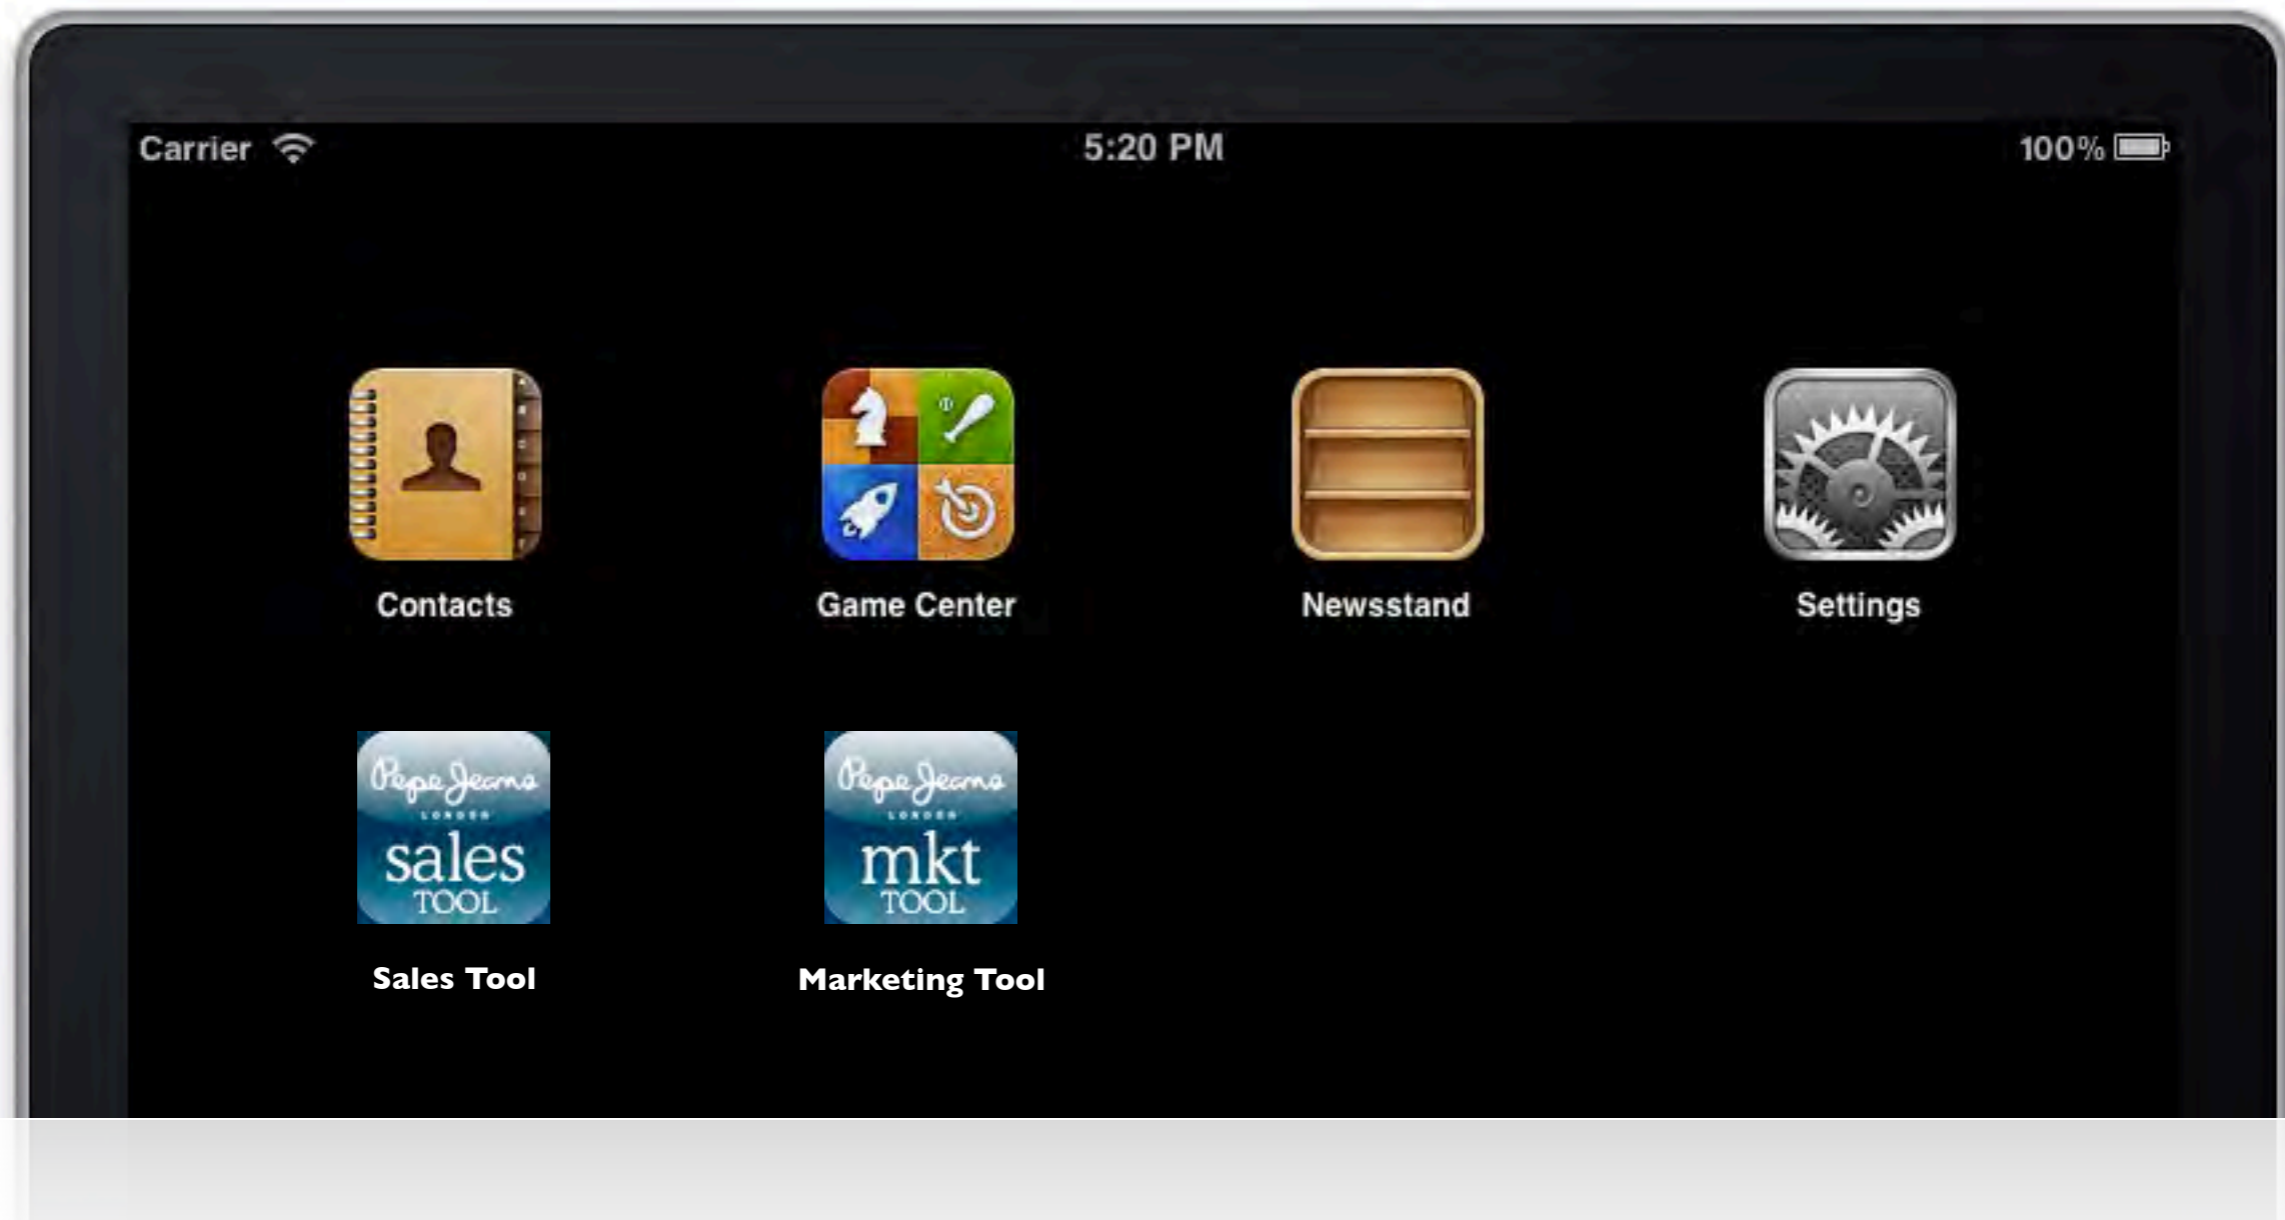 Carrier 5:20 PM 100%
Contacts Game Center Newsstand Settings
Pepe Jeans Pepe Jeans
LONDON LONDON
sales mkt
TOOL TOOL
Sales Tool Marketing Tool